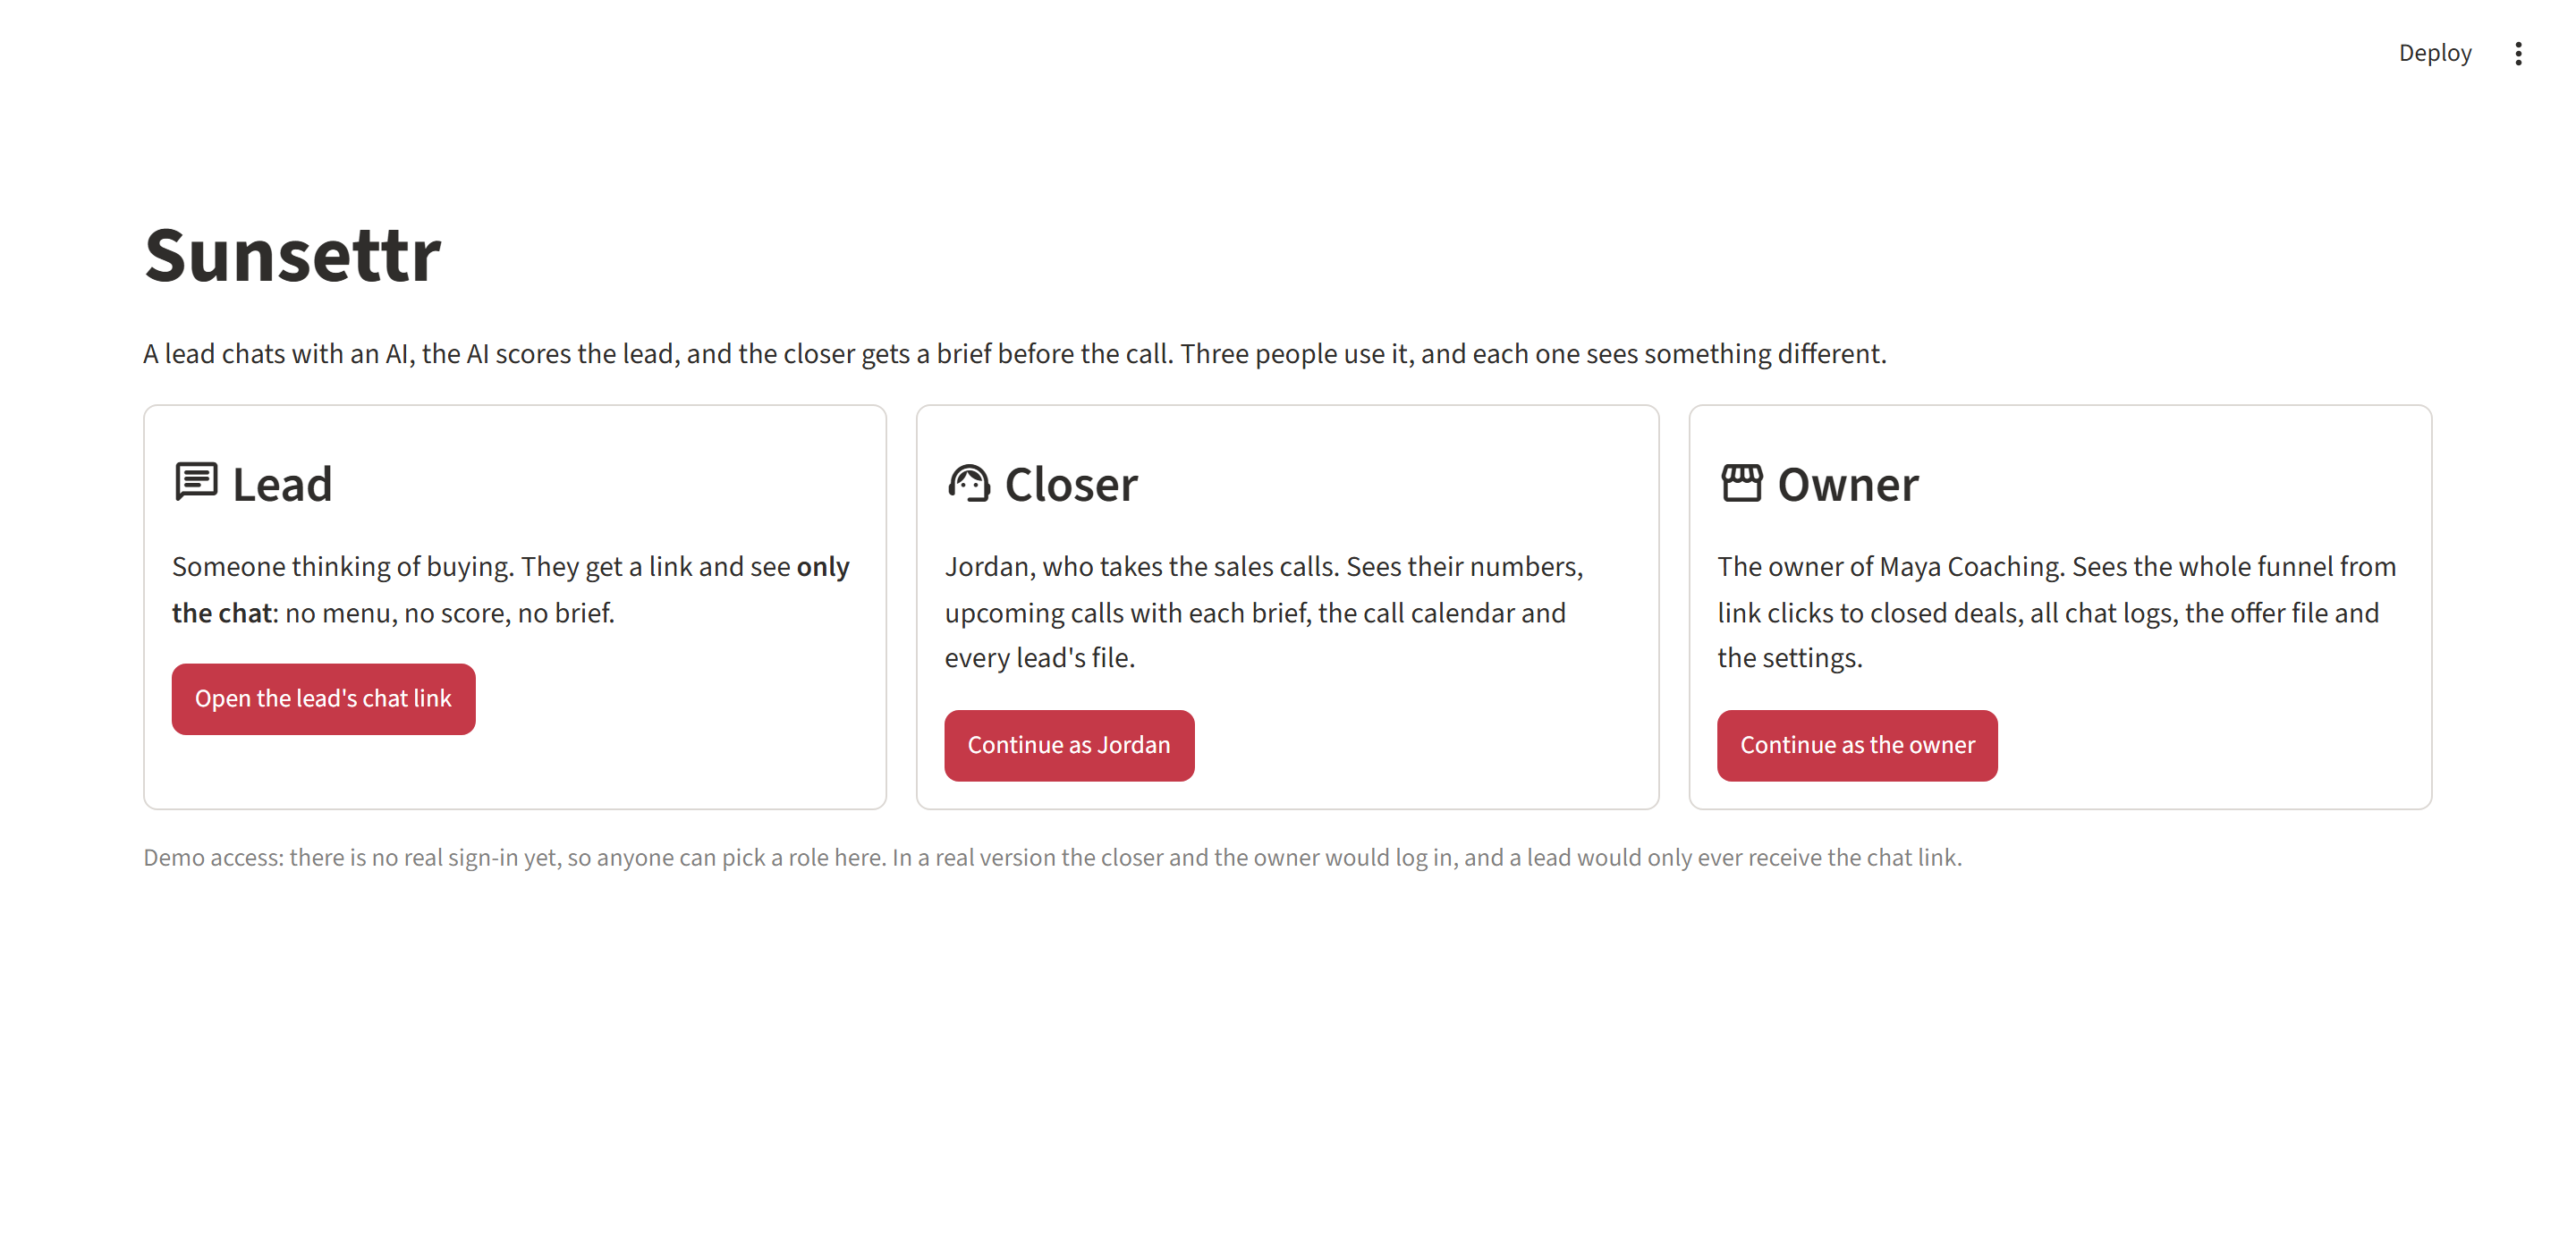 Deploy
Sunsettr
A lead chats with an AI, the AI scores the lead, and the closer gets a brief before the call. Three people use it, and each one sees something different.
Lead
Someone thinking of buying. They get a link and see only
the chat: no menu, no score, no brief.
Open the lead's chat link
Closer
Jordan, who takes the sales calls. Sees their numbers,
upcoming calls with each brief, the call calendar and
every lead's file.
Continue as Jordan
Owner
The owner of Maya Coaching. Sees the whole funnel from
link clicks to closed deals, all chat logs, the offer file and
the settings.
Continue as the owner
Demo access: there is no real sign-in yet, so anyone can pick a role here. In a real version the closer and the owner would log in, and a lead would only ever receive the chat link.